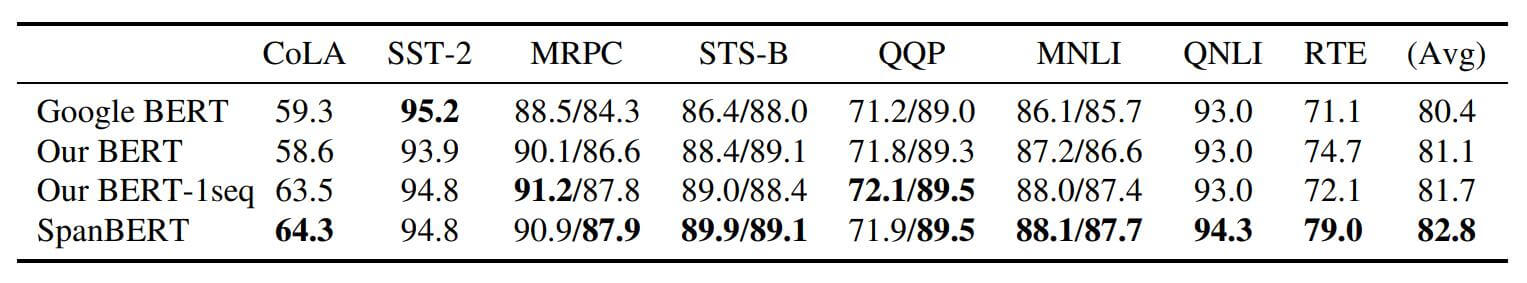 CoLA SST-2 MRPC STS-B QQP MNLI QNLI RTE (Avg)
Google BERT 59.3 95.2 88.5/84.3 86.4/88.0 71.2/89.0 86.1/85.7 93.0 71.1 80.4
Our BERT 58.6 93.9 90.1/86.6 88.4/89.1 71.8/89.3 87.2/86.6 93.0 74.7 81.1
Our BERT-1seq 63.5 94.8 91.2/87.8 89.0/88.4 72.1/89.5 88.0/87.4 93.0 72.1 81.7
SpanBERT 64.3 94.8 90.9/87.9 89.9/89.1 71.9/89.5 88.1/87.7 94.3 79.0 82.8